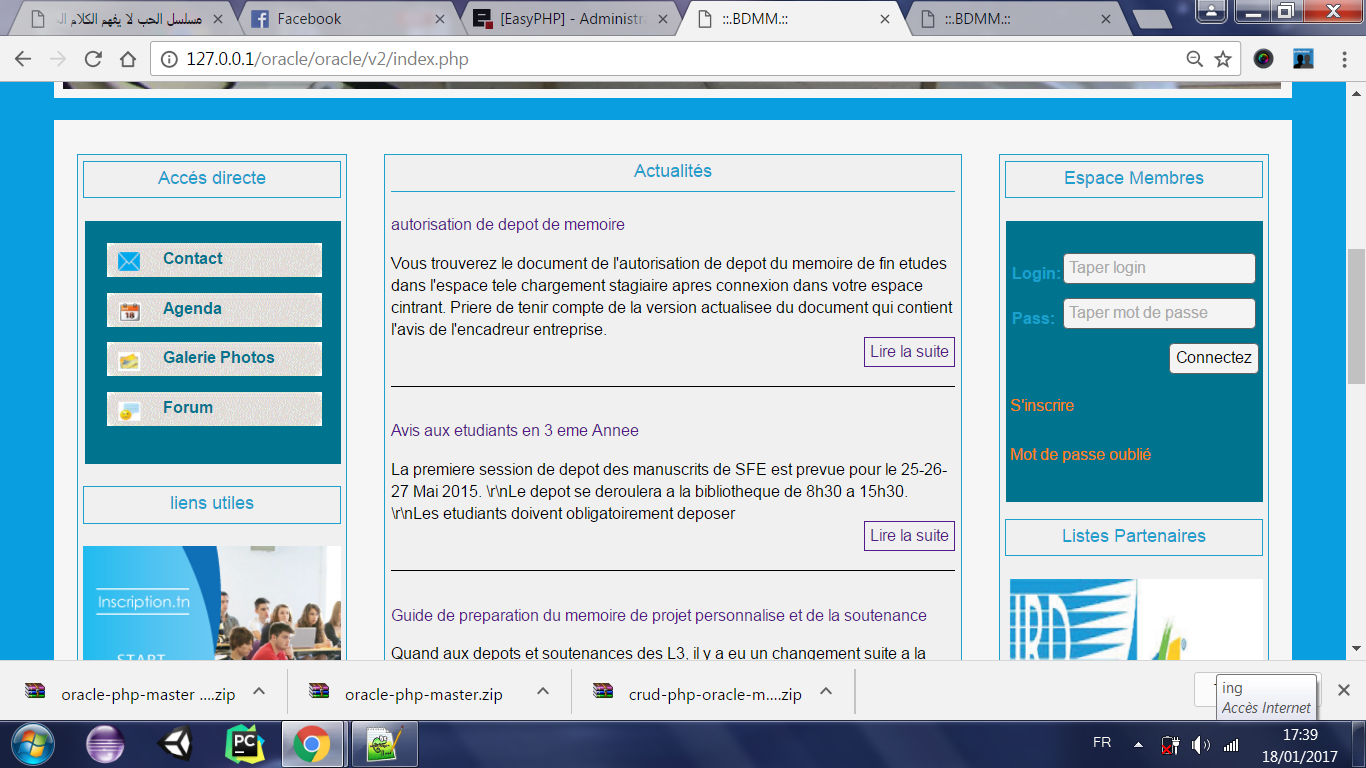 مسلسل الحب لا يفهم الكلام ال
Facebook
[EasyPHP] - Administra
::.BDMM.::
::.BDMM.::
127.0.0.1/oracle/oracle/v2/index.php
Accés directe
Contact
Agenda
Galerie Photos
Forum
liens utiles
Inscription.tn
START
Actualités
autorisation de depot de memoire
Vous trouverez le document de l'autorisation de depot du memoire de fin etudes
dans l'espace tele chargement stagiaire apres connexion dans votre espace
cintrant. Priere de tenir compte de la version actualisee du document qui contient
l'avis de l'encadreur entreprise.
Lire la suite
Avis aux etudiants en 3 eme Annee
La premiere session de depot des manuscrits de SFE est prevue pour le 25-26-
27 Mai 2015. \r\nLe depot se deroulera a la bibliotheque de 8h30 a 15h30.
\r\nLes etudiants doivent obligatoirement deposer
Lire la suite
Guide de preparation du memoire de projet personnalise et de la soutenance
Quand aux depots et soutenances des L3, il y a eu un changement suite a la
Espace Membres
Login: Taper login
Pass: Taper mot de passe
Connectez
S'inscrire
Mot de passe oublié
Listes Partenaires
IRD
oracle-php-master ....zip
oracle-php-master.zip
crud-php-oracle-m....zip
ing
Accès Internet
PC
FR
17:39
18/01/2017